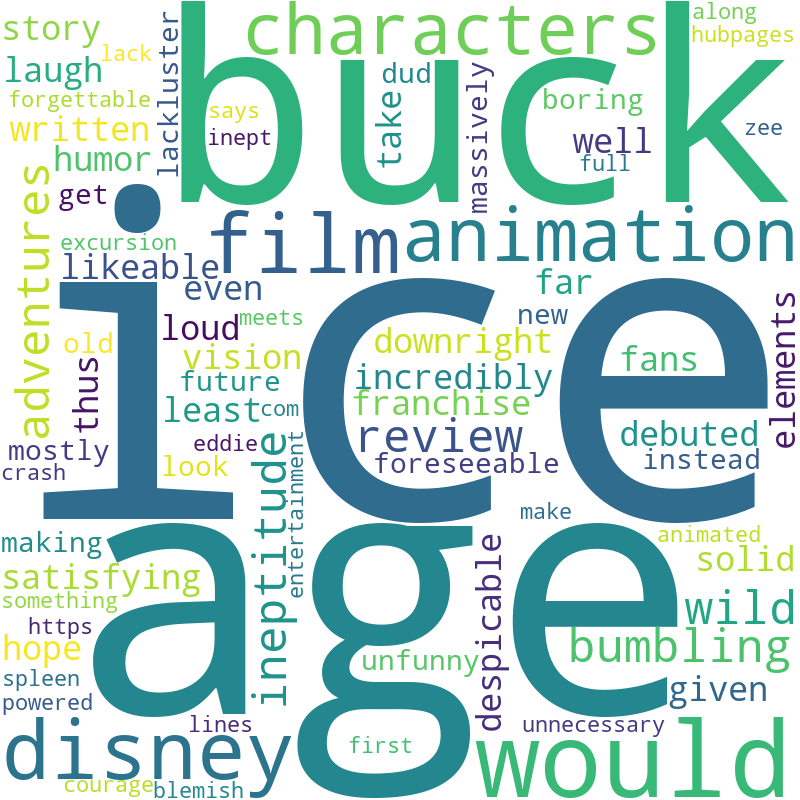 story
lack
lackluster
buck
characters
along
hubpages
laugh
forgettable
says
dud
take
massively
boring
written
inept
well
zee
humor
full
get
adventures
film
animation
excursion
likeable
even
far
ice
meets
new
elements
old
loud
downright
thus
vision
fans
future
incredibly
least
com
franchise
debuted
mostly
eddie
review
crash
look
foreseeable
instead
ineptitude
entertainment
make
age
making
animated
satisfying
despicable
solid
something
https
wild
hope
unfunny
bumbling
spleen
given
powered
lines
unnecessary
disney
first
would
courage
blemish